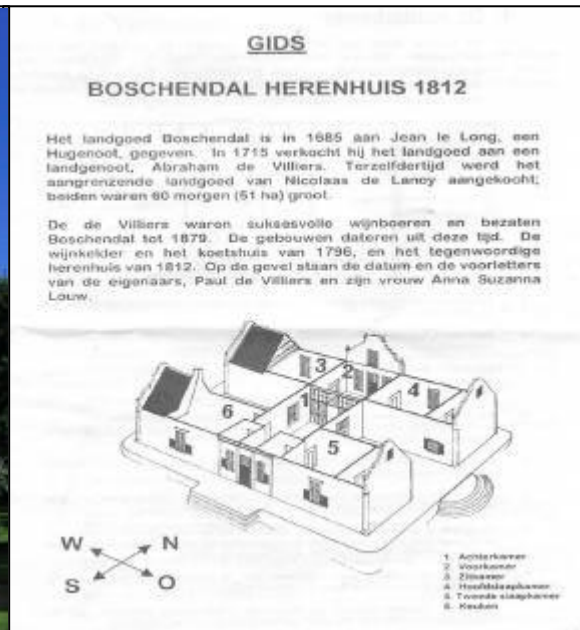 GIDS
BOSCHENDAL HERENHUIS 1812
Het landgoed Boschendal is in 1685 aan Jean le Long, een
Hugenoot, gegeven. In 1715 verkocht hij het landgoed aan een
landgenoot, Abraham de Villiers. Terzelfdertijd werd het
aangrenzende landgoed van Nicolaas de Lanoy aangekocht;
beiden waren 60 morgen (51 ha) groot.
De de Villiers waron suksesvolle wijnboeren en bezaten
Boschendal tot 1879. De gebouwen dateren uit deze tijd. De
wijnkelder en het koetshuis van 1796, en het tegenwoordige
herenhuis van 1812. Op de gevel staan de datum en de voorletters
van de eigenaars, Paul de Villiers en zijn vrouw Anna Suzanna
Louw.
3
2
4
1
6
5
W N
S O
1. Achterkamer
2. Voorkamer
3. Zitkamer
4. Hoofdslaapkamer
5. Tweede slaapkamer
6. Keuken